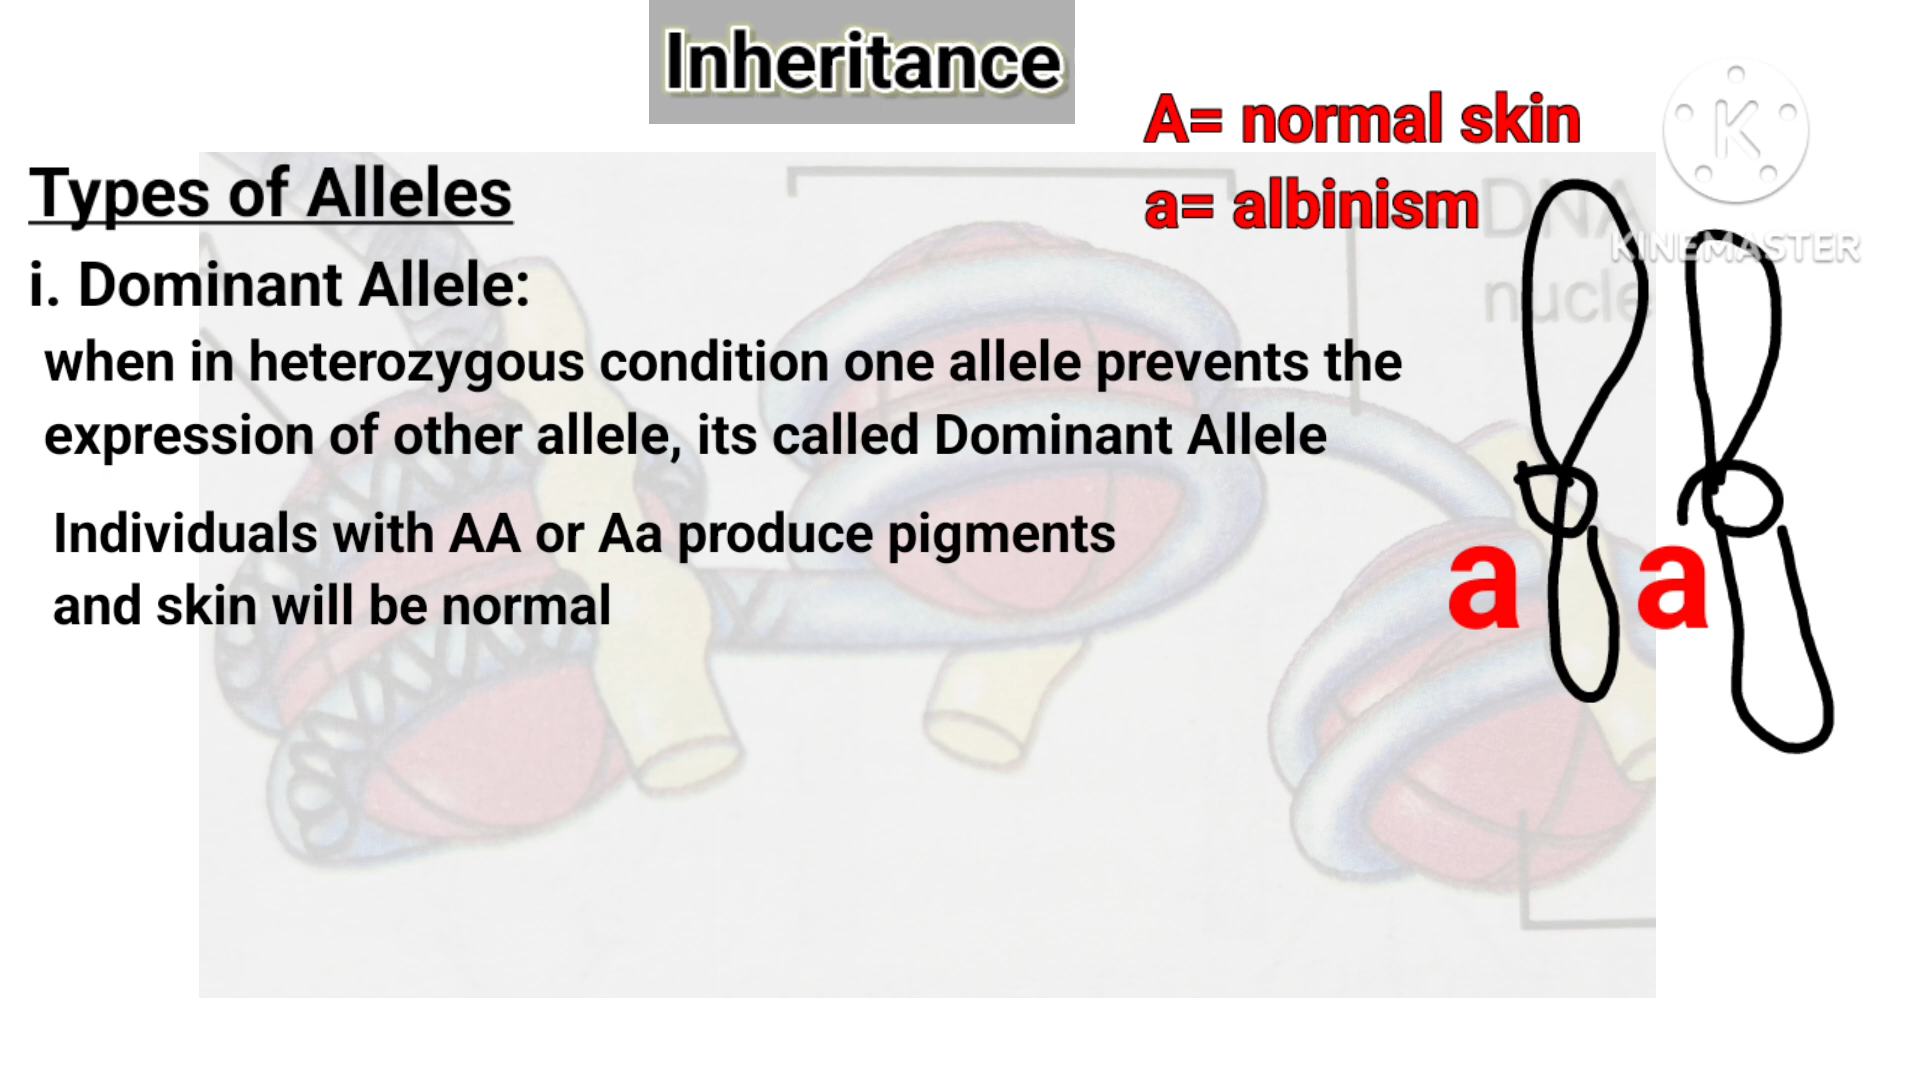 Inheritance
A= normal skin
a= albinism
Types of Alleles
i. Dominant Allele:
when in heterozygous condition one allele prevents the
expression of other allele, its called Dominant Allele
Individuals with AA or Aa produce pigments
and skin will be normal
a a
DNA
nucle
K
KINEMASTER